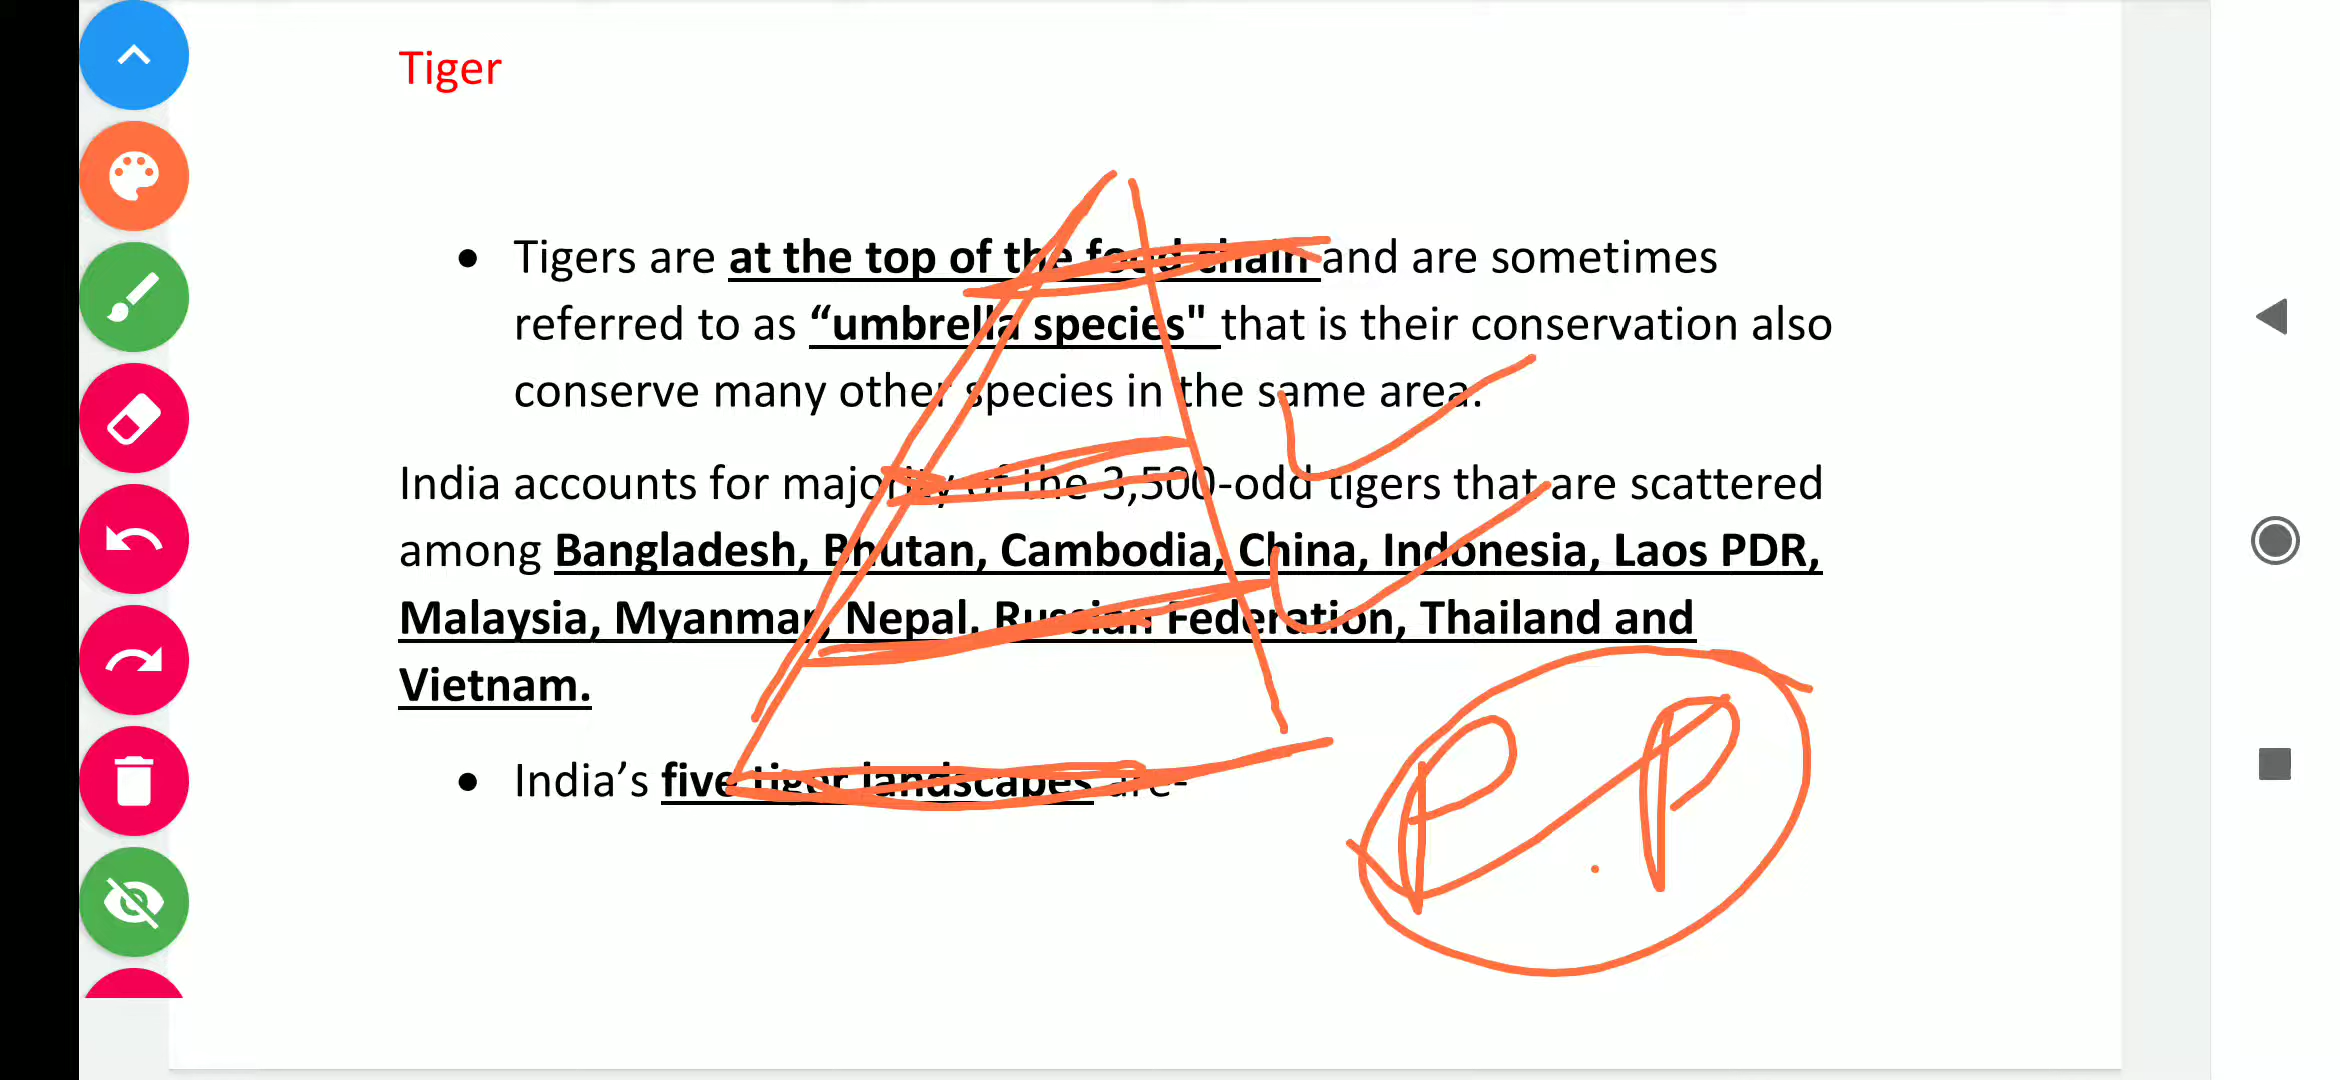 Tiger
• Tigers are at the top of the food chain and are sometimes
referred to as “umbrella species" that is their conservation also
conserve many other species in the same area.
India accounts for majority of the 3,500-odd tigers that are scattered
among Bangladesh, Bhutan, Cambodia, China, Indonesia, Laos PDR,
Malaysia, Myanmar, Nepal, Russian Federation, Thailand and
Vietnam.
• India’s five tiger landscapes are-
P.P